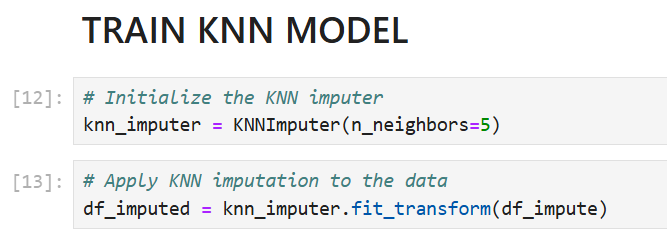 TRAIN KNN MODEL
[12]: # Initialize the KNN imputer
knn_imputer = KNNImputer(n_neighbors=5)
[13]: # Apply KNN imputation to the data
df_imputed = knn_imputer.fit_transform(df_impute)